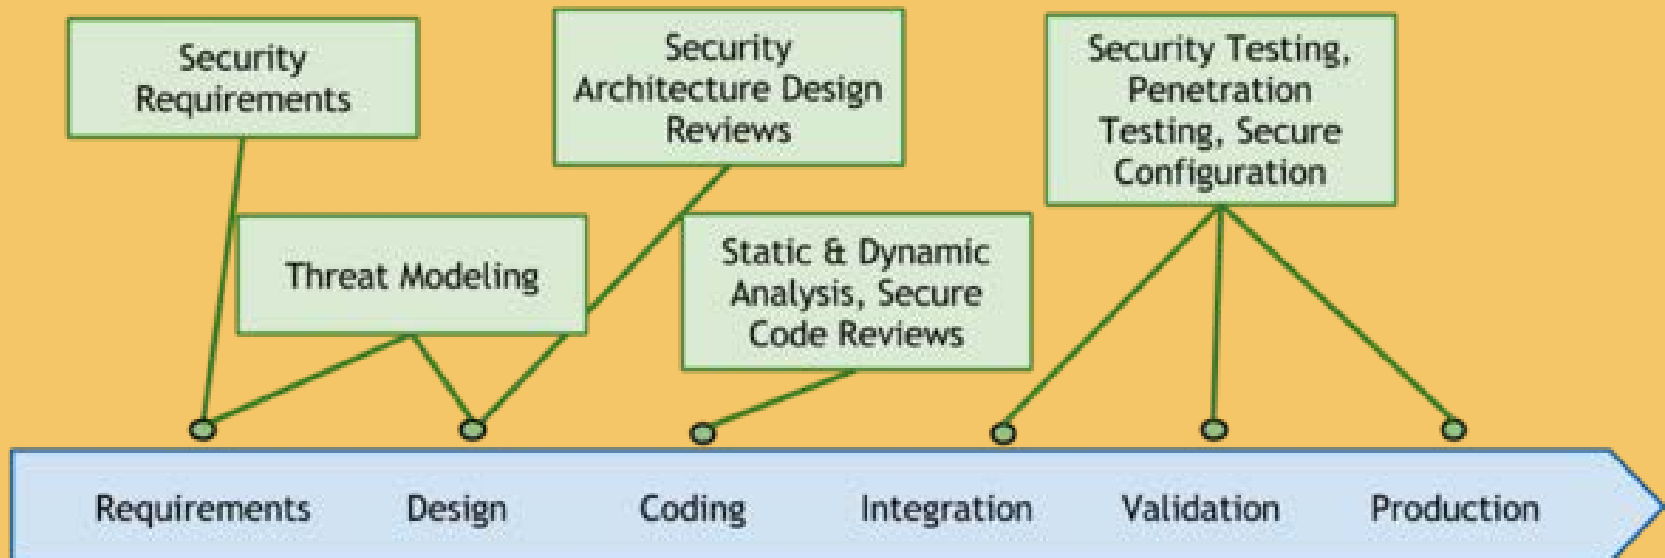 Security
Requirements
Security
Architecture Design
Reviews
Security Testing,
Penetration
Testing, Secure
Configuration
Threat Modeling
Static & Dynamic
Analysis, Secure
Code Reviews
Requirements
Design
Coding
Integration
Validation
Production